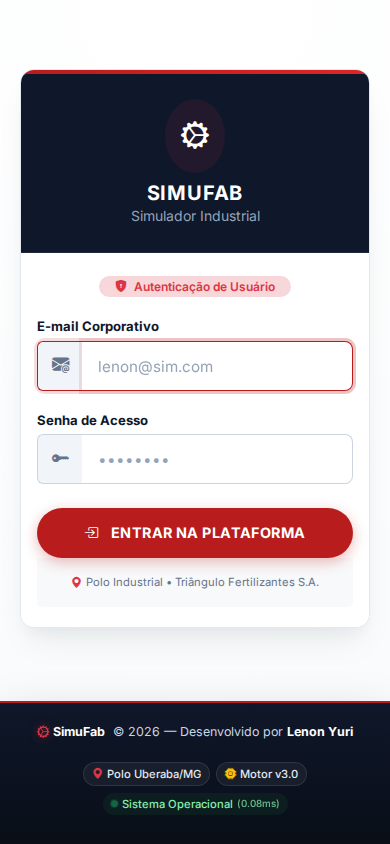 SIMUFAB
Simulador Industrial
Autenticação de Usuário
E-mail Corporativo
lenon@sim.com
Senha de Acesso
••••••••
ENTRAR NA PLATAFORMA
Polo Industrial • Triângulo Fertilizantes S.A.
SimuFab © 2026 — Desenvolvido por Lenon Yuri
Polo Uberaba/MG Motor v3.0
Sistema Operacional (0.08ms)